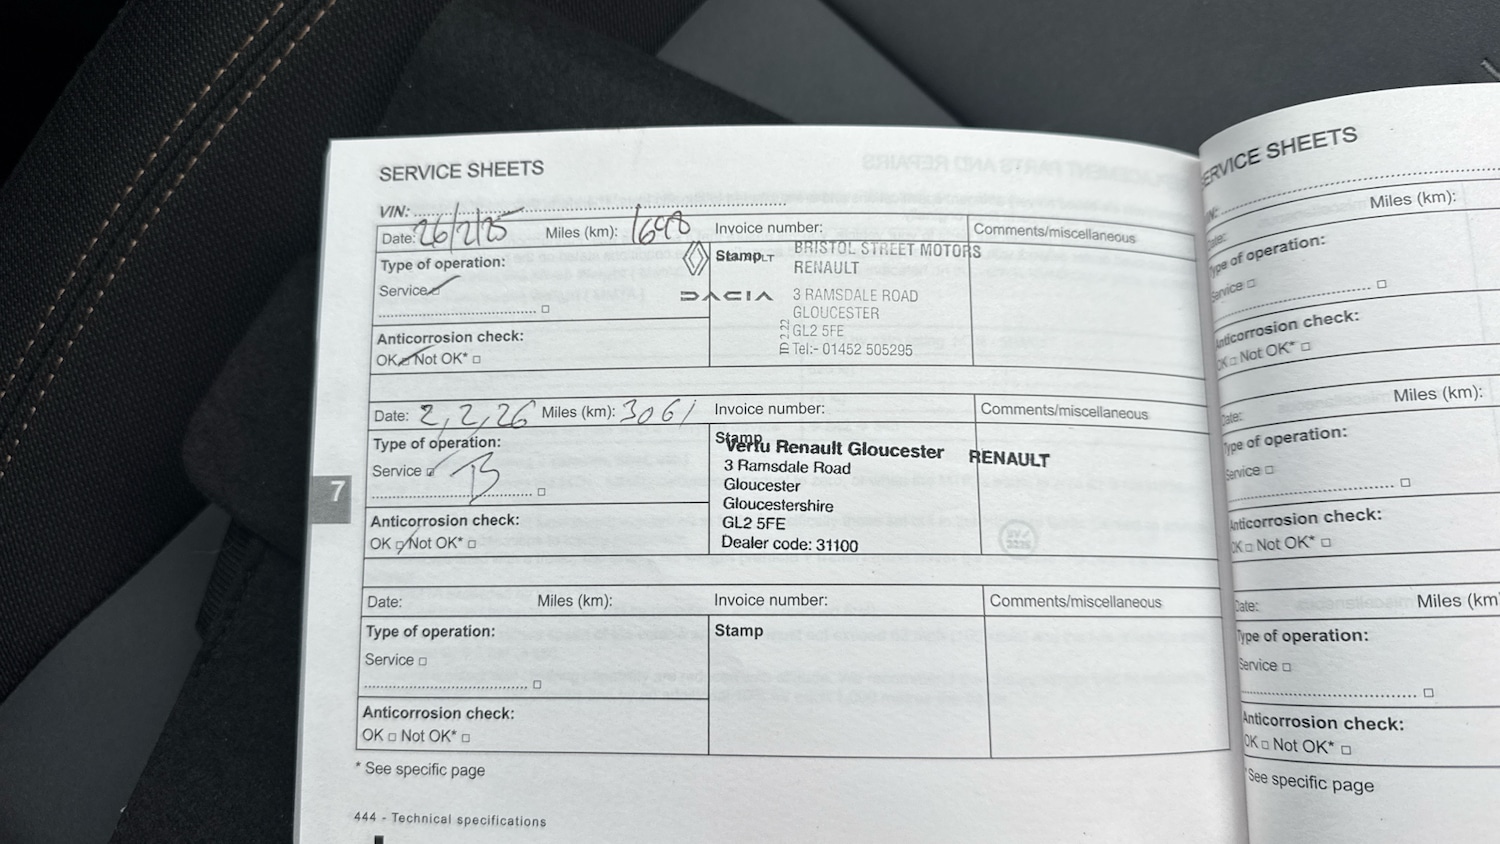 SERVICE SHEETS
VIN:
Date: 26/2/25 Miles (km): 1698 Invoice number: Comments/miscellaneous
Type of operation:
Service
Anticorrosion check:
OK Not OK*
Stamp
BRISTOL STREET MOTORS
RENAULT
DACIA
3 RAMSDALE ROAD
GLOUCESTER
GL2 5FE
Tel:- 01452 505295
Date: 2,2,26 Miles (km): 3061 Invoice number: Comments/miscellaneous
Type of operation:
Service B
Anticorrosion check:
OK Not OK*
Stamp
Vertu Renault Gloucester RENAULT
3 Ramsdale Road
Gloucester
Gloucestershire
GL2 5FE
Dealer code: 31100
7
Date: Miles (km): Invoice number: Comments/miscellaneous
Type of operation:
Service
Anticorrosion check:
OK Not OK*
Stamp
* See specific page
444 - Technical specifications
SERVICE SHEETS
Miles (km):
Date:
Type of operation:
Service
Anticorrosion check:
OK Not OK*
Date: Miles (km):
Type of operation:
Service
Anticorrosion check:
OK Not OK*
Date: Miles (km
Type of operation:
Service
Anticorrosion check:
OK Not OK*
*See specific page